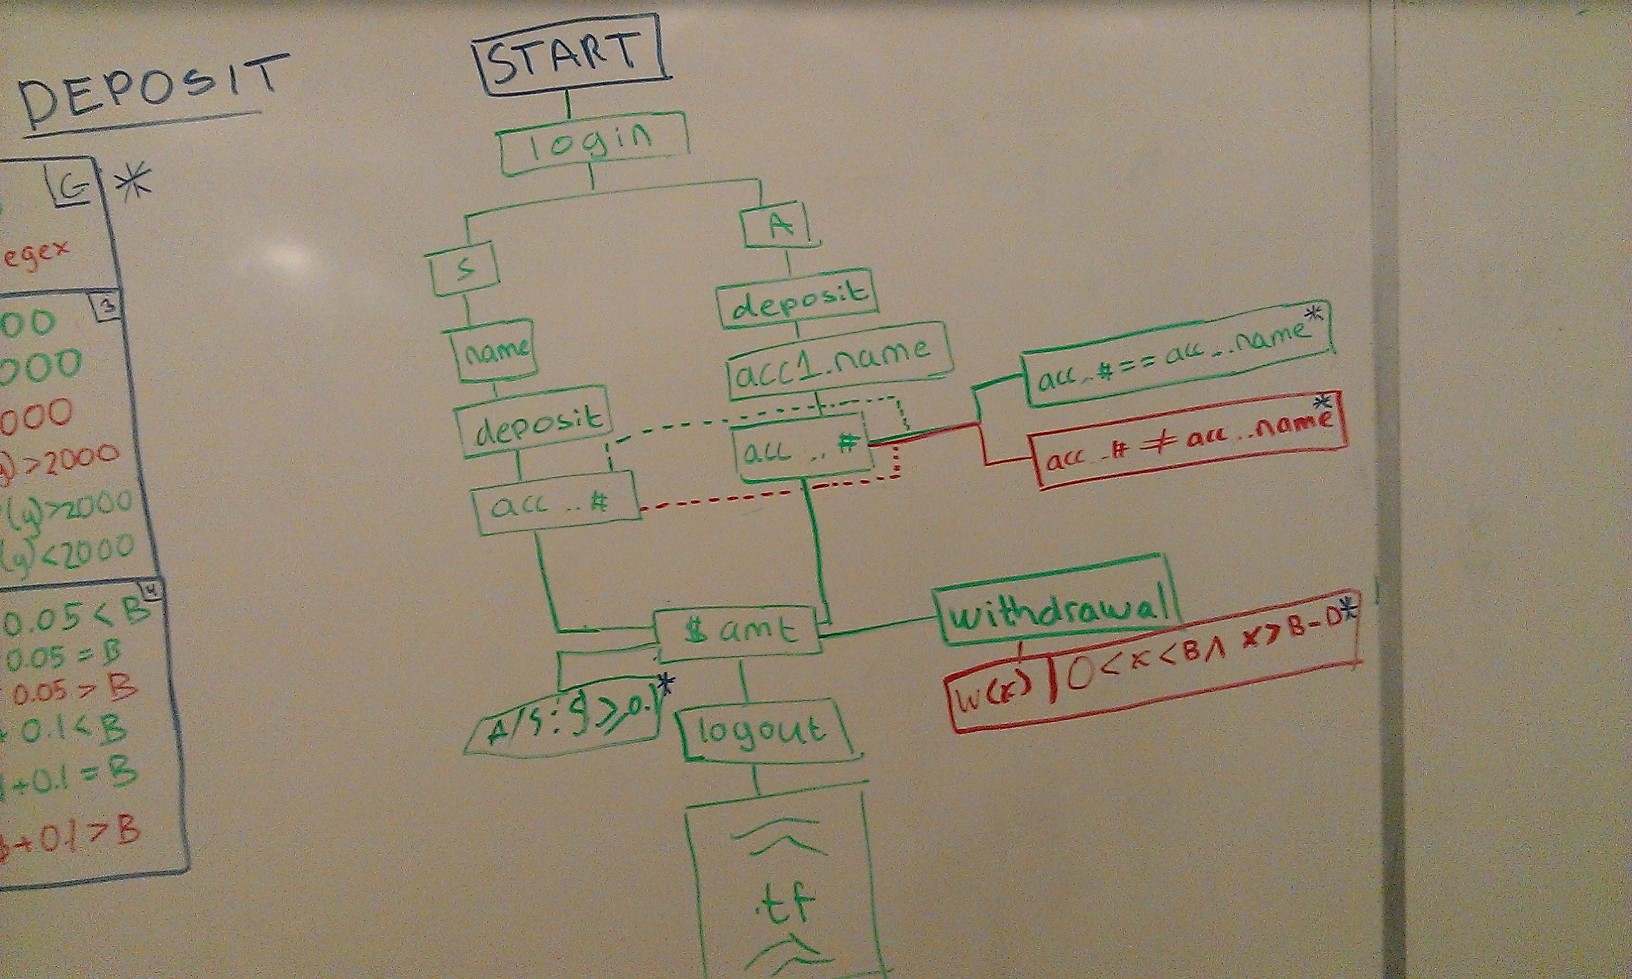 DEPOSIT
START
login
G
*
egex
S
A
name
deposit
deposit
acc1.name
acc..#
acc..#
acc..#==acc...name*
acc..#≠acc..name*
3
00
000
000
)>2000
(y)>2000
(y)<2000
4
0.05<B
0.05=B
0.05>B
+0.1<B
+0.1=B
+0.1>B
$ amt
withdrawal
W(x)|0<x<B∧ x>B-D*
A/S:$≥0.1*
logout
.tf